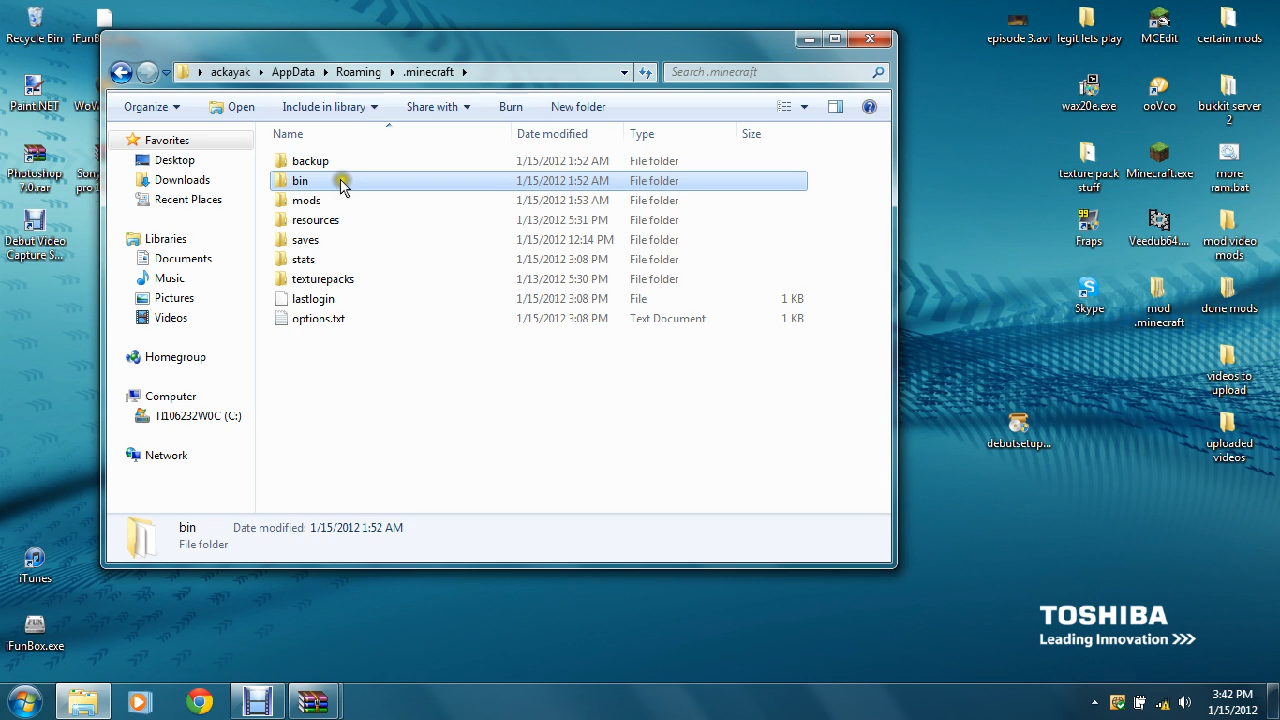 Recycle Bin
iFunB
Paint.NET
WoW
Photoshop
7.0.rar
Sony
pro 1
Debut Video
Capture S...
iTunes
iFunBox.exe
ackayak
AppData
Roaming
.minecraft
Search .minecraft
Organize
Open
Include in library
Share with
Burn
New folder
Name
Date modified
Type
Size
Favorites
Desktop
Downloads
Recent Places
Libraries
Documents
Music
Pictures
Videos
Homegroup
Computer
TI106232W0C (C:)
Network
backup 1/15/2012 1:52 AM File folder
bin 1/15/2012 1:52 AM File folder
mods 1/15/2012 1:53 AM File folder
resources 1/13/2012 5:31 PM File folder
saves 1/15/2012 12:14 PM File folder
stats 1/15/2012 3:08 PM File folder
texturepacks 1/13/2012 5:30 PM File folder
lastlogin 1/15/2012 3:08 PM File 1 KB
options.txt 1/15/2012 3:08 PM Text Document 1 KB
bin Date modified: 1/15/2012 1:52 AM
File folder
episode 3.avi
legit lets play
MCEdit
certain mods
wax20e.exe
ooVoo
bukkit server
2
texture pack
stuff
Minecraft.exe
more
ram.bat
99
Fraps
Veedub64....
mod video
mods
Skype
mod
.minecraft
done mods
videos to
upload
debutsetup...
uploaded
videos
TOSHIBA
Leading Innovation >>>
3:42 PM
1/15/2012